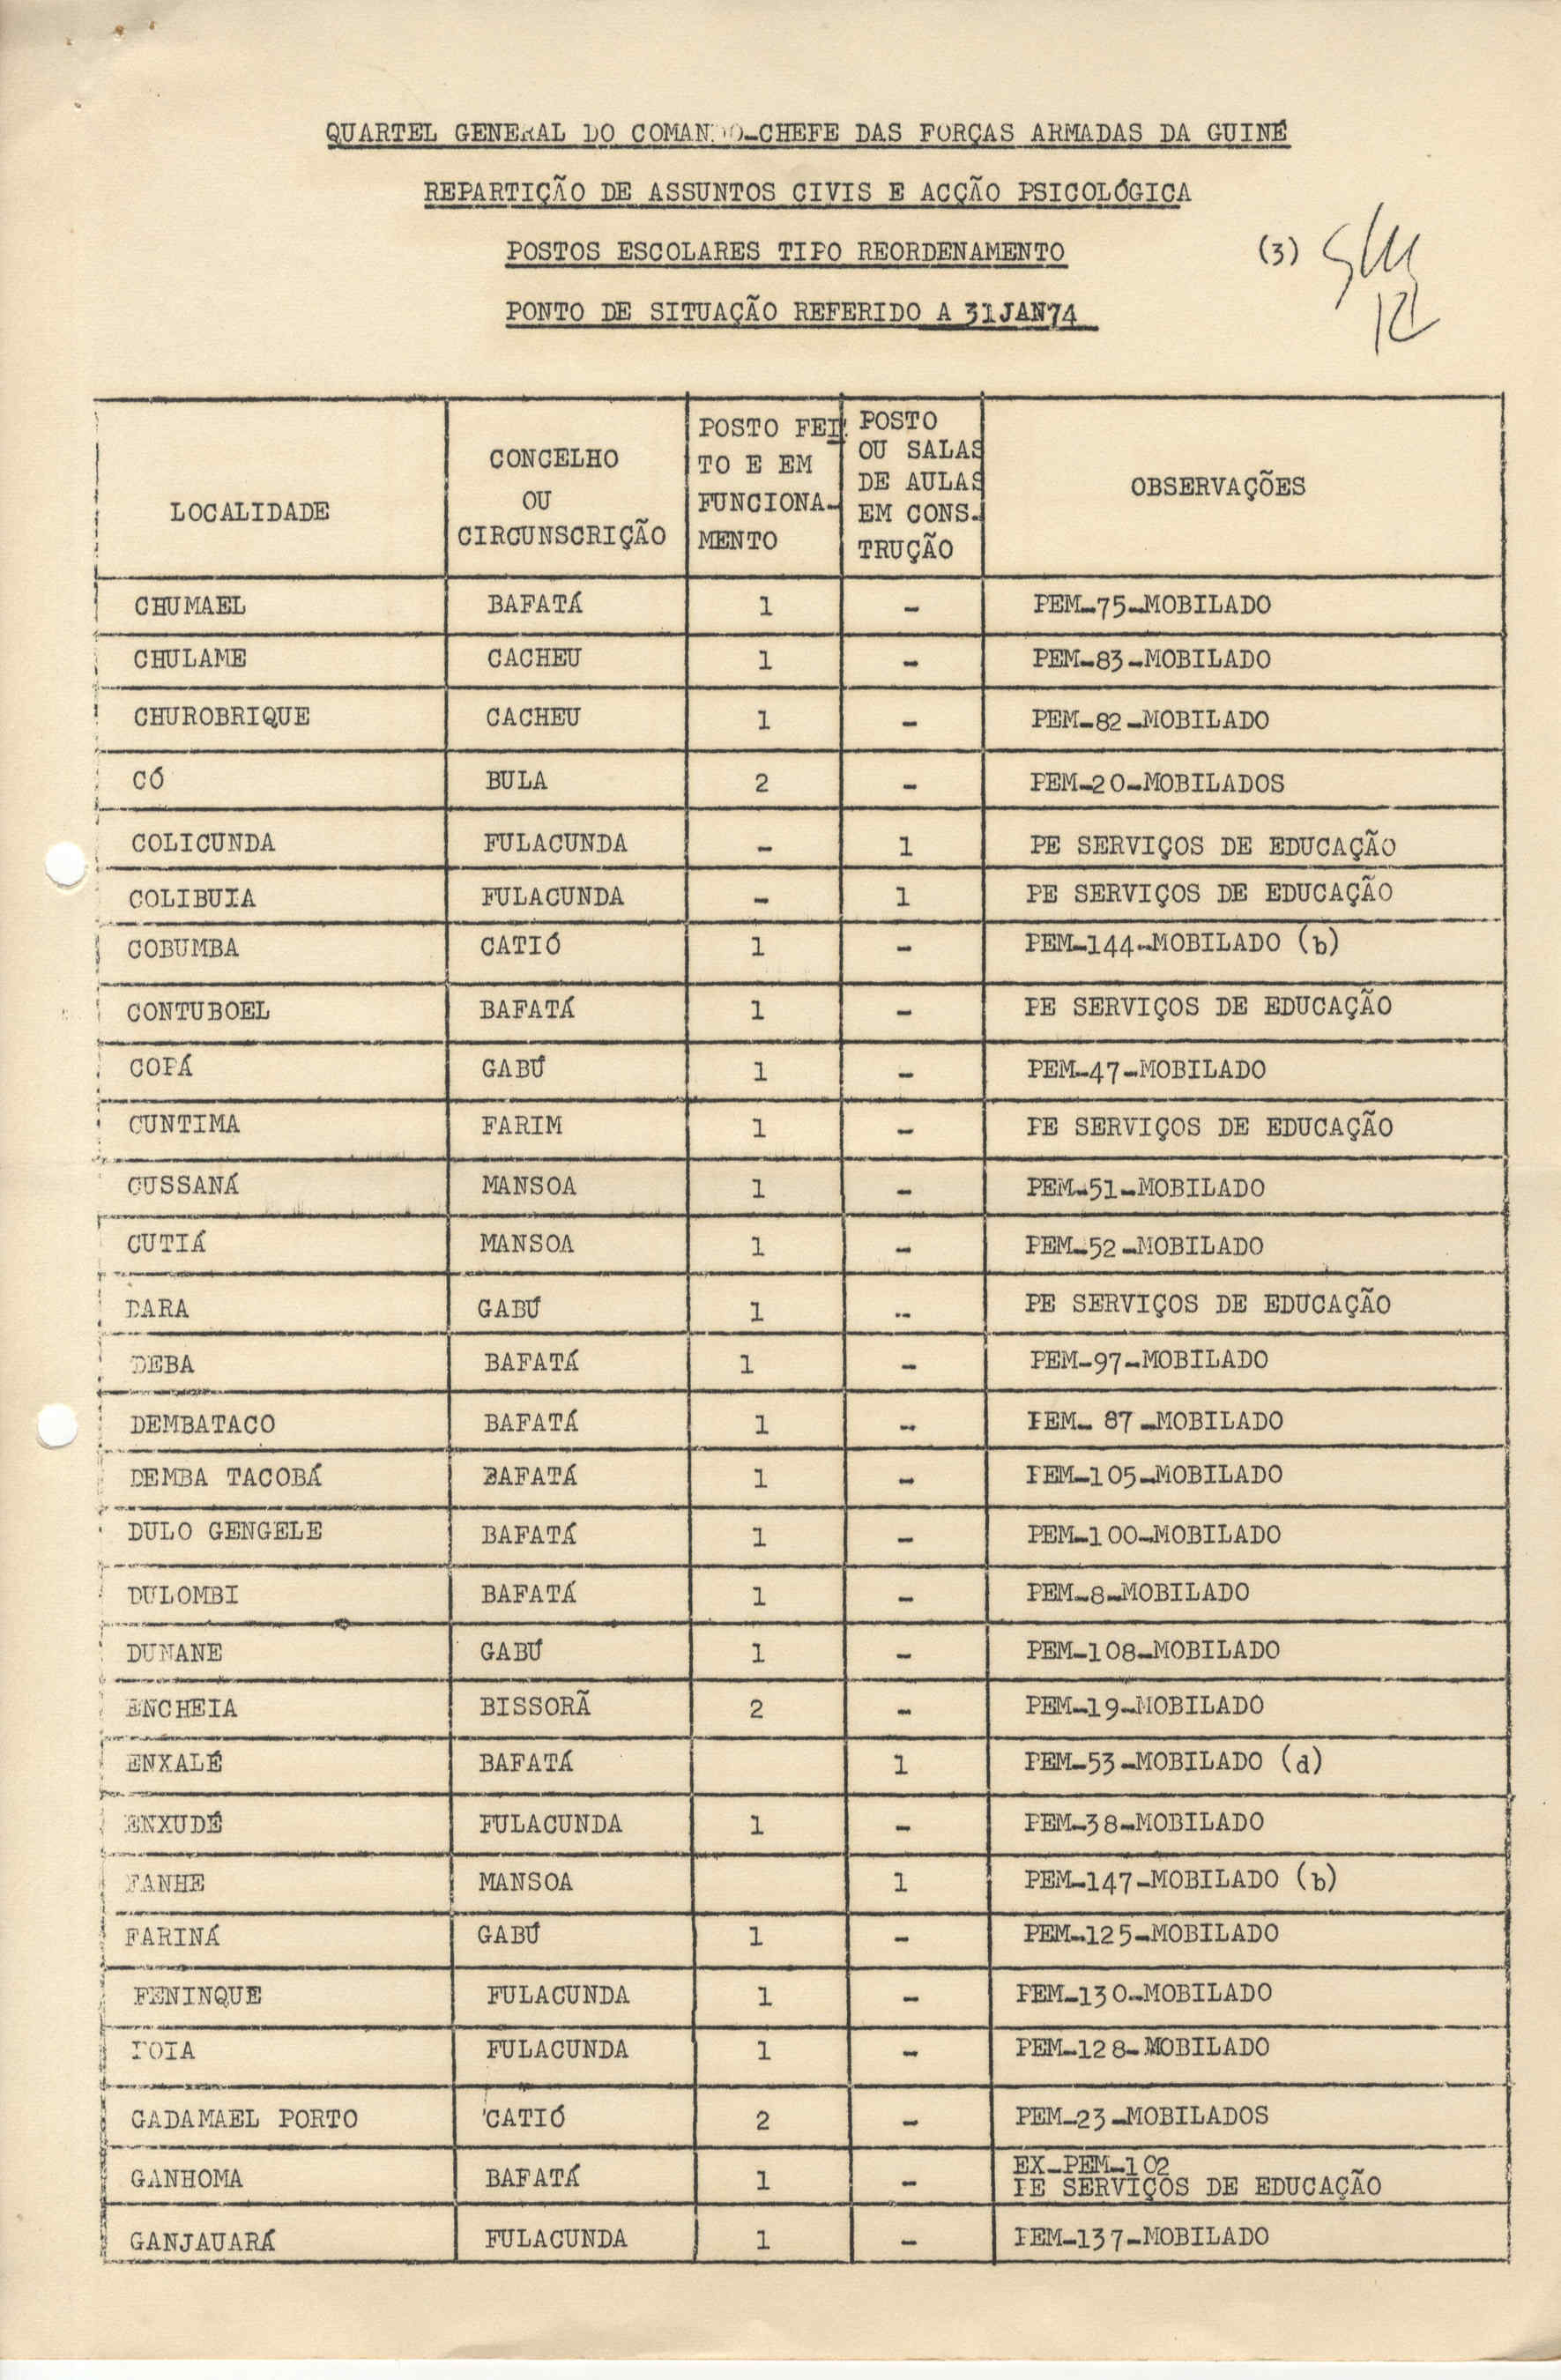 QUARTEL GENERAL DO COMANDO-CHEFE DAS FORÇAS ARMADAS DA GUINÉ
REPARTIÇÃO DE ASSUNTOS CIVIS E ACÇÃO PSICOLÓGICA
POSTOS ESCOLARES TIPO REORDENAMENTO
(3)
PONTO DE SITUAÇÃO REFERIDO A 31JAN74
LOCALIDADE
CONCELHO
OU
CIRCUNSCRIÇÃO
POSTO FEI
TO E EM
FUNCIONA-
MENTO
POSTO
OU SALAS
DE AULAS
EM CONS-
TRUÇÃO
OBSERVAÇÕES
CHUMAEL BAFATÁ 1 - PEM-75-MOBILADO
CHULAME CACHEU 1 - PEM-83-MOBILADO
CHUROBRIQUE CACHEU 1 - PEM-82-MOBILADO
CÓ BULA 2 - PEM-20-MOBILADOS
COLICUNDA FULACUNDA - 1 PE SERVIÇOS DE EDUCAÇÃO
COLIBUIA FULACUNDA - 1 PE SERVIÇOS DE EDUCAÇÃO
COBUMBA CATIÓ 1 - PEM-144-MOBILADO (b)
CONTUBOEL BAFATÁ 1 - PE SERVIÇOS DE EDUCAÇÃO
COPÁ GABÚ 1 - PEM-47-MOBILADO
CUNTIMA FARIM 1 - PE SERVIÇOS DE EDUCAÇÃO
CUSSANÁ MANSOA 1 - PEM-51-MOBILADO
CUTIÁ MANSOA 1 - PEM-52-MOBILADO
DARA GABÚ 1 - PE SERVIÇOS DE EDUCAÇÃO
DEBA BAFATÁ 1 - PEM-97-MOBILADO
DEMBATACO BAFATÁ 1 - PEM- 87 -MOBILADO
DEMBA TACOBÁ BAFATÁ 1 - PEM-105-MOBILADO
DULO GENGELE BAFATÁ 1 - PEM-100-MOBILADO
DULOMBI BAFATÁ 1 - PEM-8-MOBILADO
DUNANE GABÚ 1 - PEM-108-MOBILADO
ENCHEIA BISSORÃ 2 - PEM-19-MOBILADO
ENXALÉ BAFATÁ 1 PEM-53-MOBILADO (a)
ENXUDÉ FULACUNDA 1 - PEM-38-MOBILADO
FANHE MANSOA 1 PEM-147-MOBILADO (b)
FARINÁ GABÚ 1 - PEM-125-MOBILADO
FENINQUE FULACUNDA 1 - PEM-130-MOBILADO
FOIA FULACUNDA 1 - PEM-128-MOBILADO
GADAMAEL PORTO CATIÓ 2 - PEM-23-MOBILADOS
GANHOMA BAFATÁ 1 - EX-PEM-102
PE SERVIÇOS DE EDUCAÇÃO
GANJAUARÁ FULACUNDA 1 - PEM-137-MOBILADO